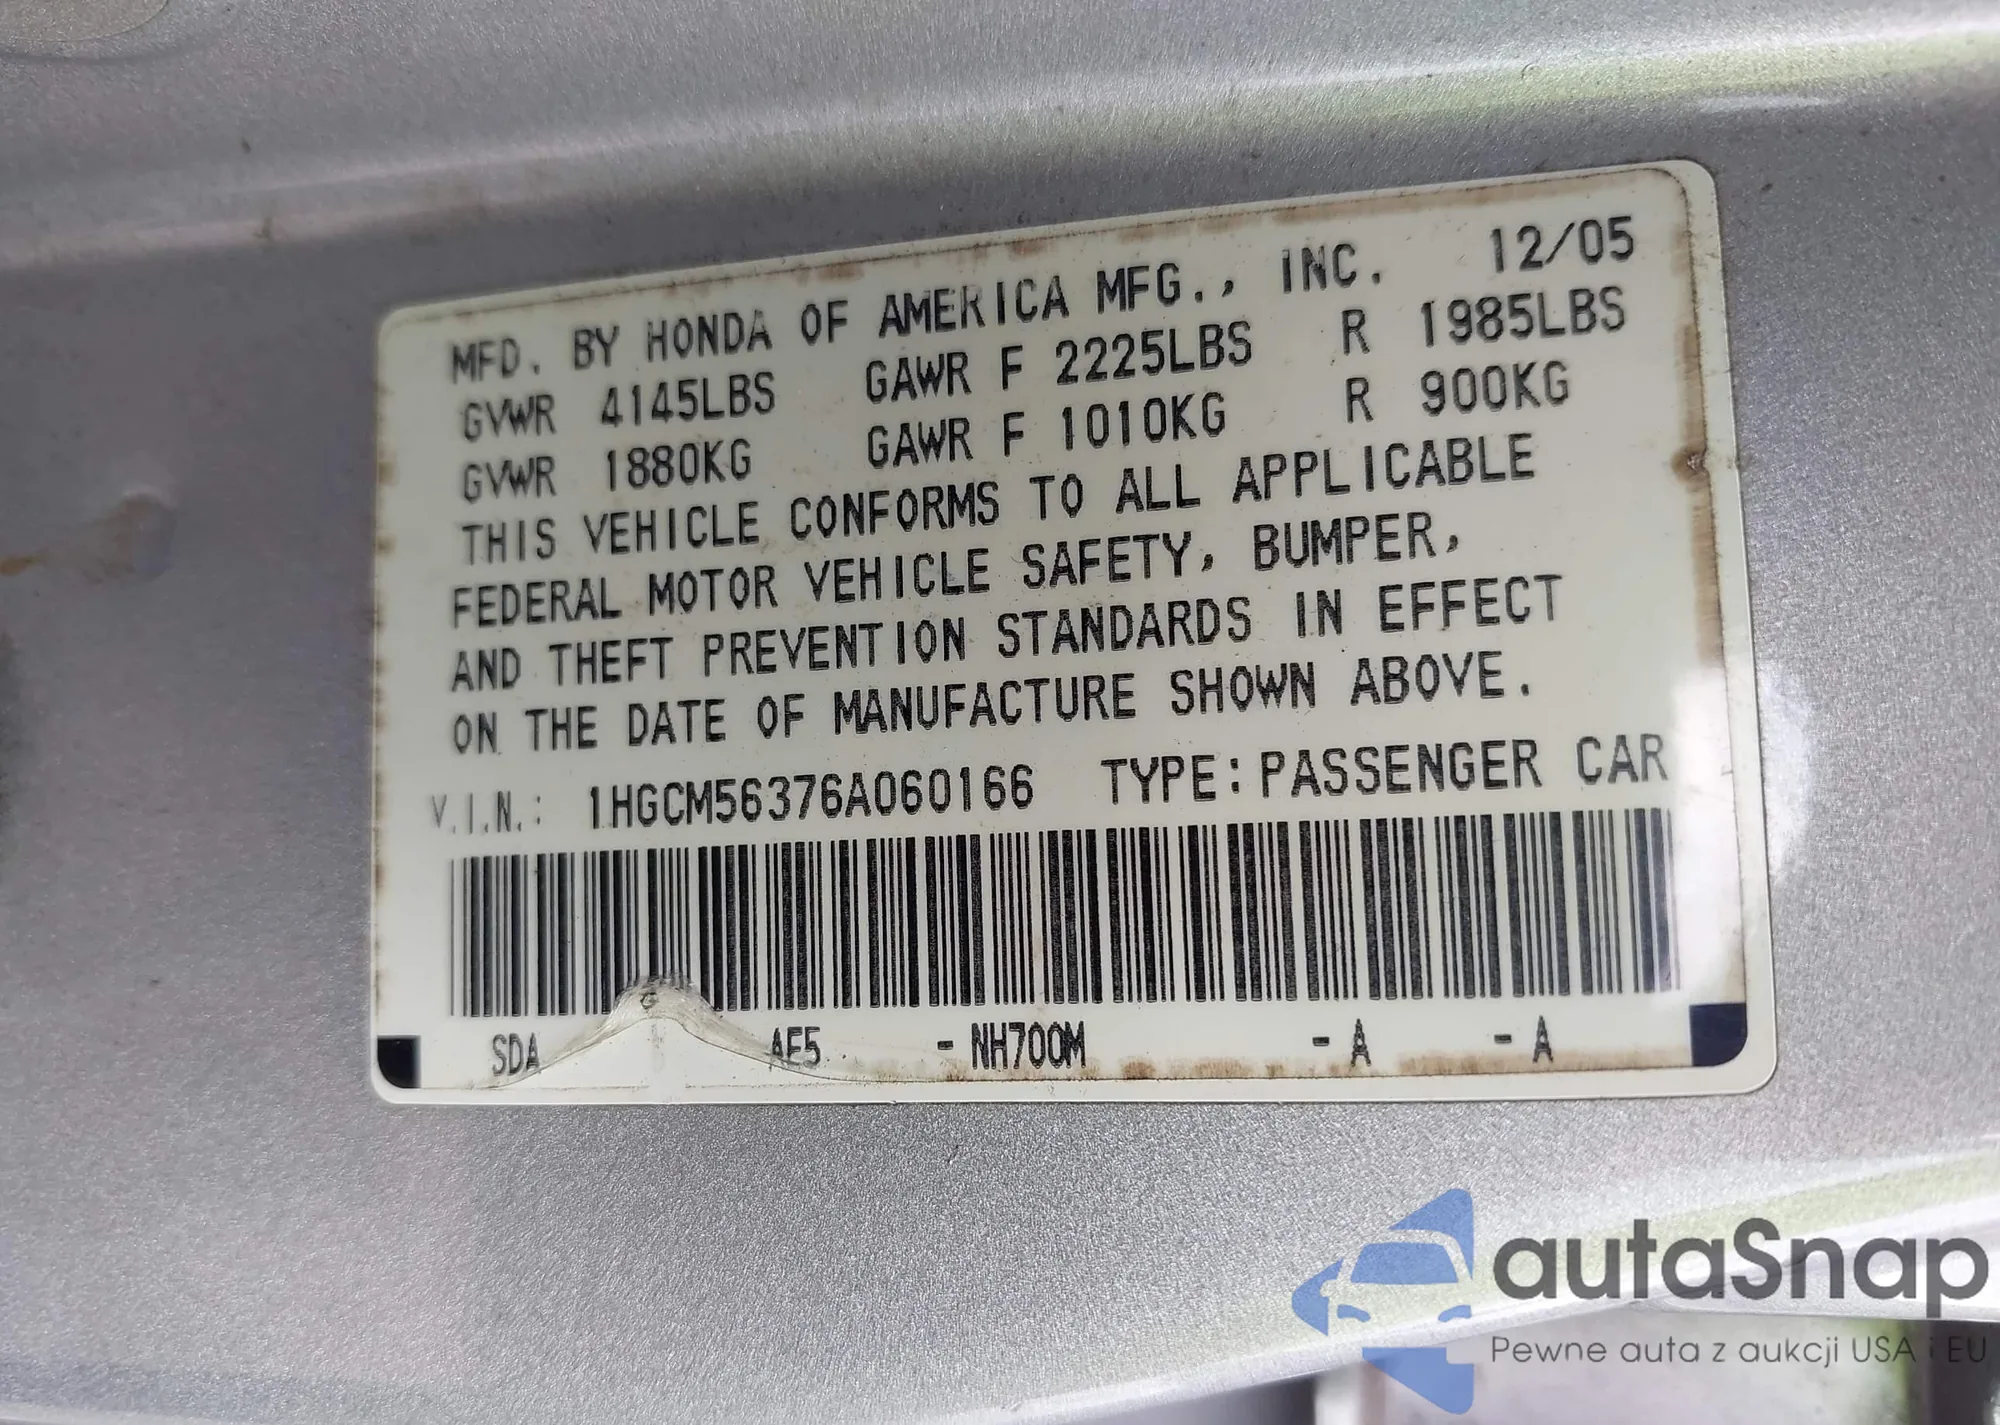 MFD. BY HONDA OF AMERICA MFG., INC. 12/05
GVWR 4145LBS GAWR F 2225LBS R 1985LBS
GVWR 1880KG GAWR F 1010KG R 900KG
THIS VEHICLE CONFORMS TO ALL APPLICABLE
FEDERAL MOTOR VEHICLE SAFETY, BUMPER,
AND THEFT PREVENTION STANDARDS IN EFFECT
ON THE DATE OF MANUFACTURE SHOWN ABOVE.
V.I.N.: 1HGCM56376A060166 TYPE:PASSENGER CAR
SDA AE5 - NH700M - A - A
autaSnap
Pewne auta z aukcji USA i EU